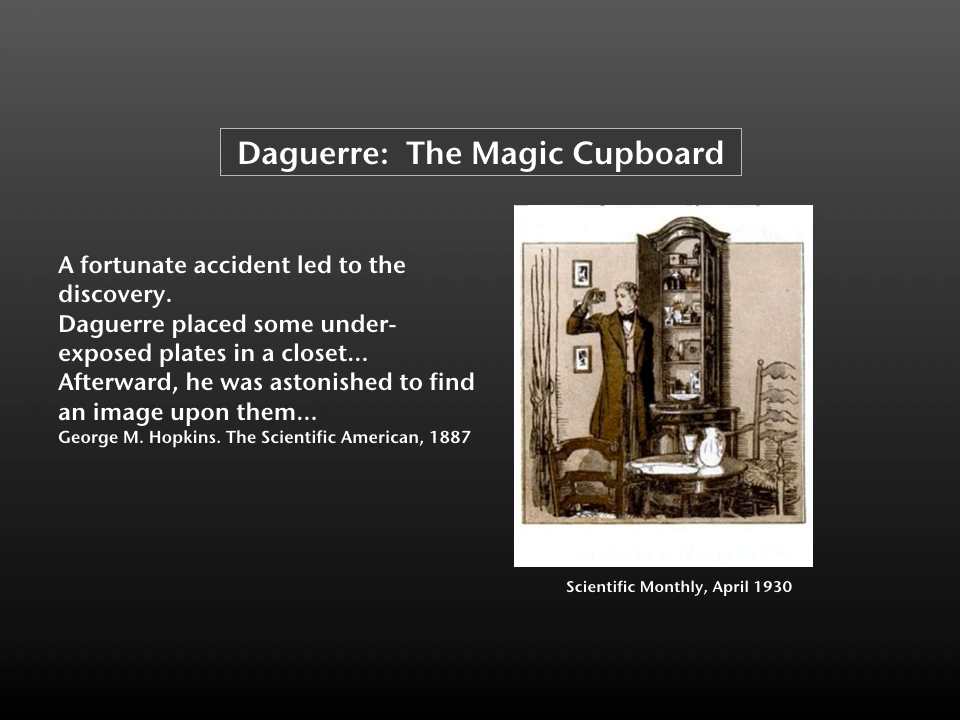 Daguerre:  The Magic Cupboard
A fortunate accident led to the
discovery.
Daguerre placed some under-
exposed plates in a closet...
Afterward, he was astonished to find
an image upon them...
George M. Hopkins. The Scientific American, 1887
Scientific Monthly, April 1930